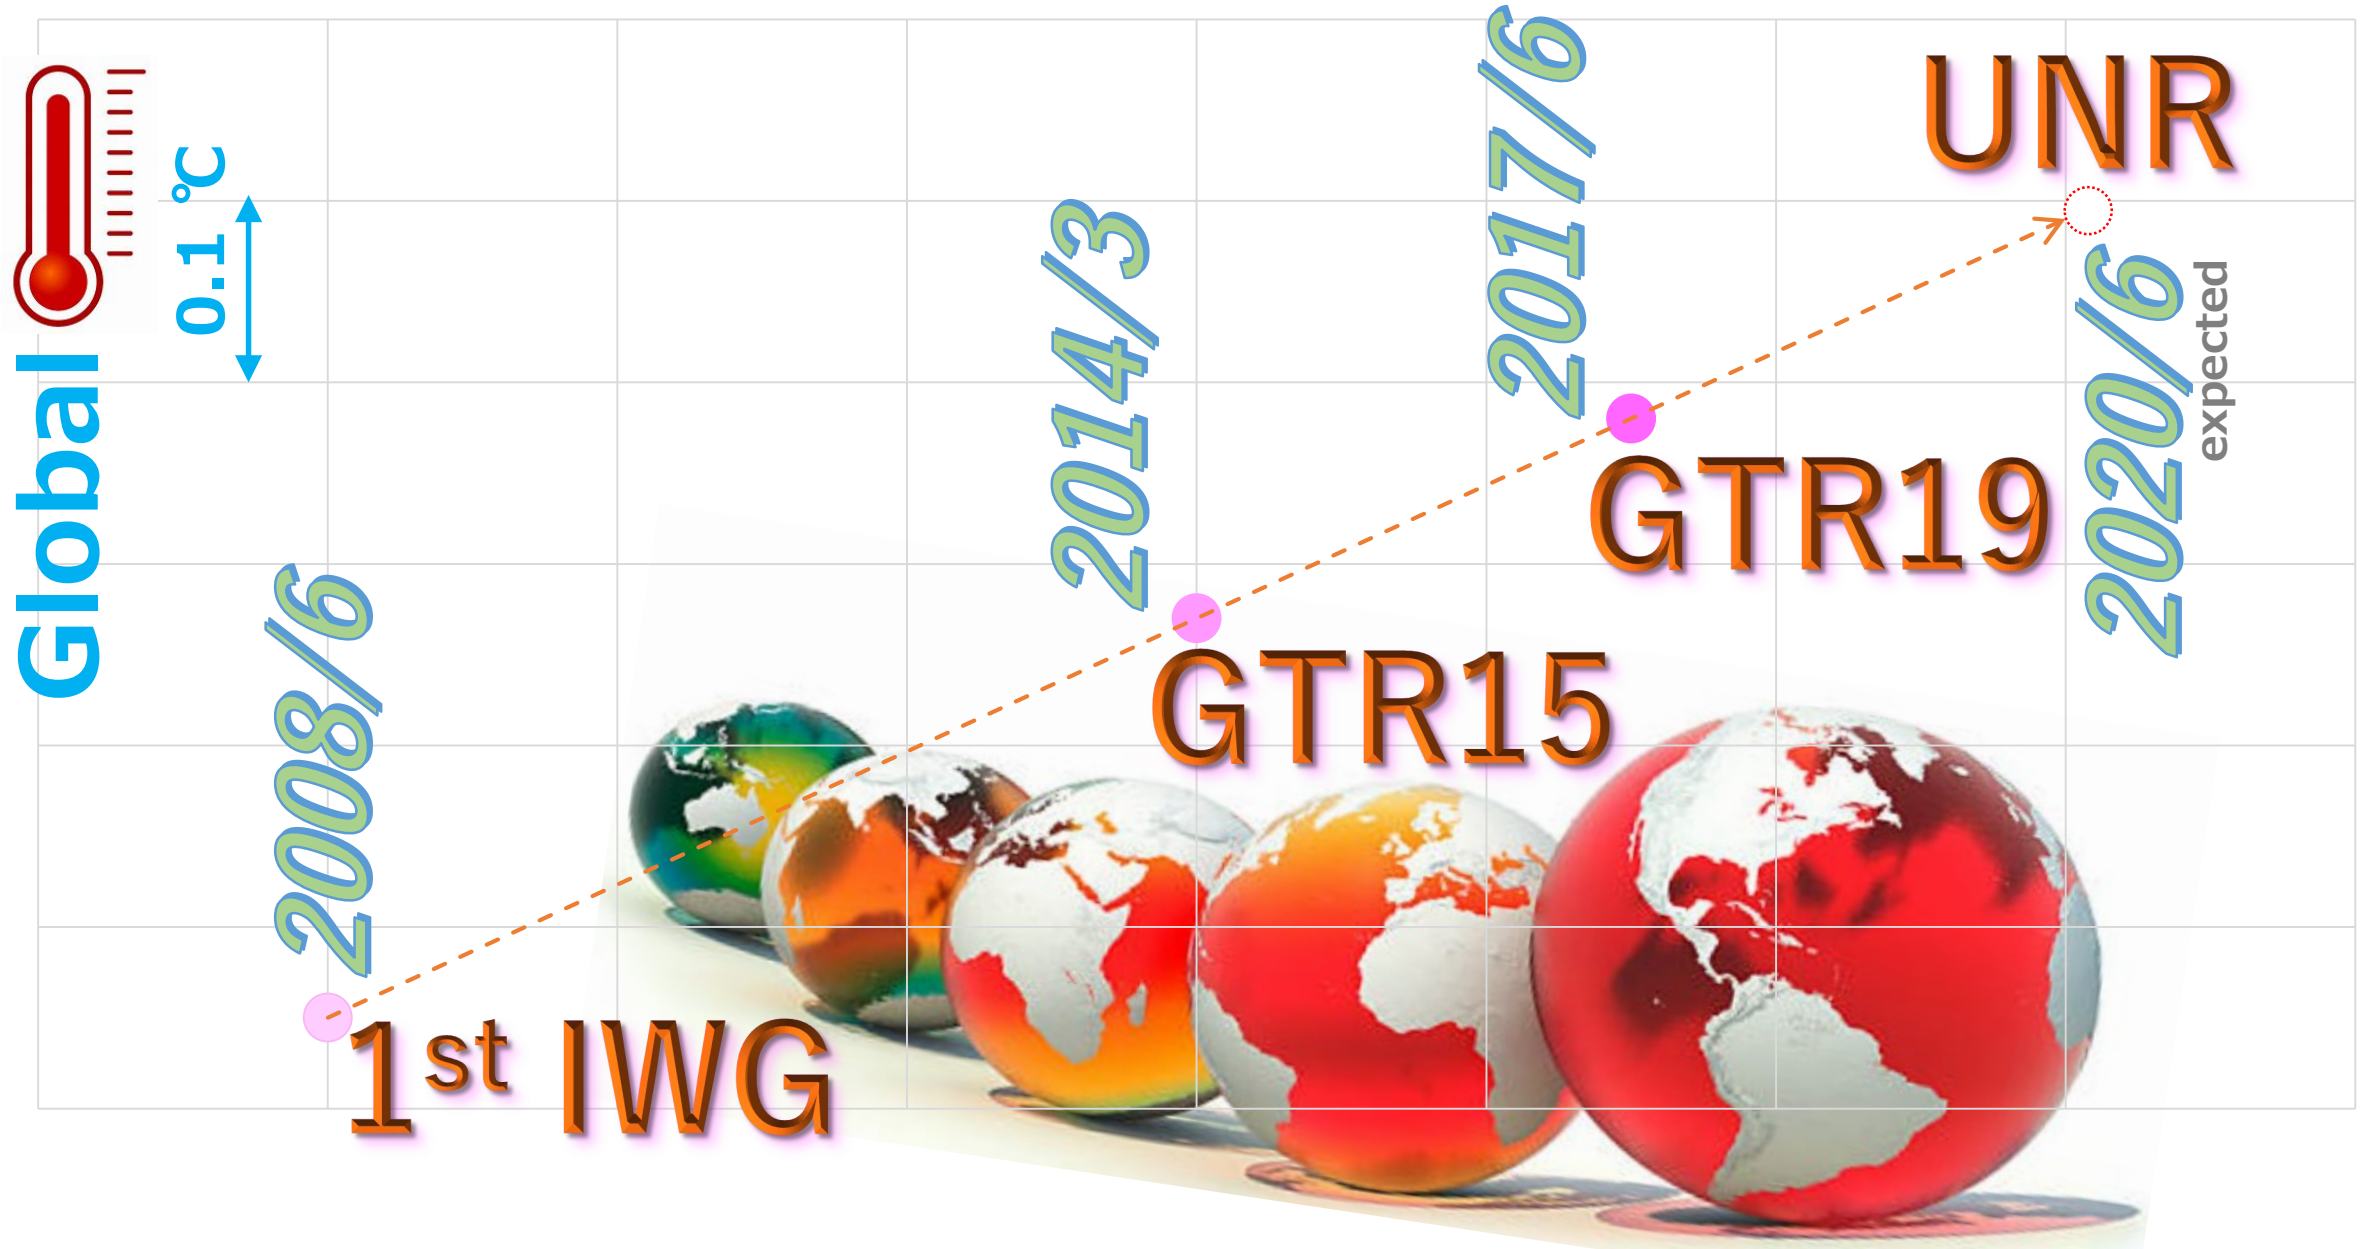 Global
0.1 ℃
2008/6
1st IWG
2014/3
GTR15
2017/6
GTR19
UNR
2020/6
expected